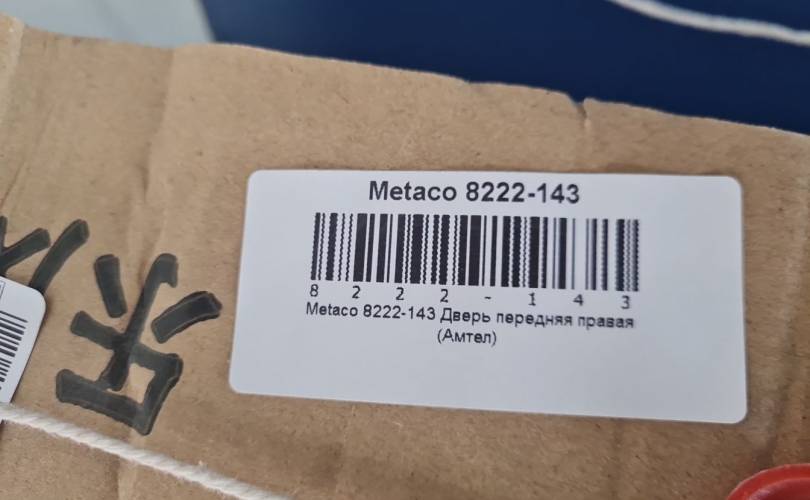 Metaco 8222-143
8222-143
Metaco 8222-143 Дверь передняя правая
(Амтел)